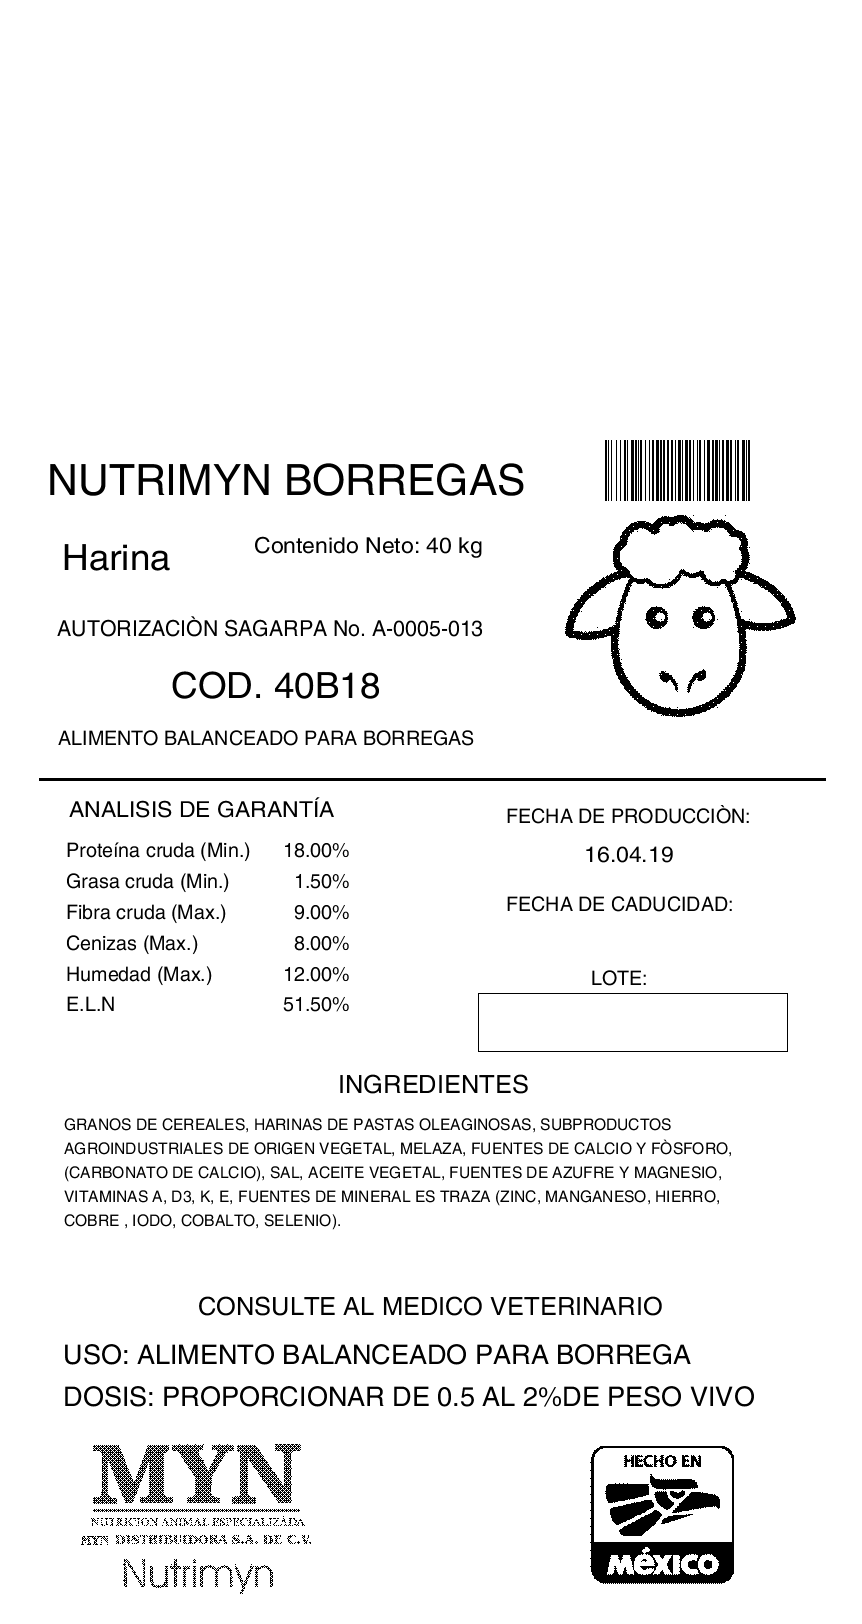 NUTRIMYN BORREGAS
Harina
Contenido Neto: 40 kg
AUTORIZACIÒN SAGARPA No. A-0005-013
COD. 40B18
ALIMENTO BALANCEADO PARA BORREGAS
ANALISIS DE GARANTÍA
Proteína cruda (Min.) 18.00%
Grasa cruda (Min.) 1.50%
Fibra cruda (Max.) 9.00%
Cenizas (Max.) 8.00%
Humedad (Max.) 12.00%
E.L.N 51.50%
FECHA DE PRODUCCIÒN:
16.04.19
FECHA DE CADUCIDAD:
LOTE:
INGREDIENTES
GRANOS DE CEREALES, HARINAS DE PASTAS OLEAGINOSAS, SUBPRODUCTOS
AGROINDUSTRIALES DE ORIGEN VEGETAL, MELAZA, FUENTES DE CALCIO Y FÒSFORO,
(CARBONATO DE CALCIO), SAL, ACEITE VEGETAL, FUENTES DE AZUFRE Y MAGNESIO,
VITAMINAS A, D3, K, E, FUENTES DE MINERAL ES TRAZA (ZINC, MANGANESO, HIERRO,
COBRE , IODO, COBALTO, SELENIO).
CONSULTE AL MEDICO VETERINARIO
USO: ALIMENTO BALANCEADO PARA BORREGA
DOSIS: PROPORCIONAR DE 0.5 AL 2%DE PESO VIVO
MYN
NUTRICION ANIMAL ESPECIALIZADA
MYN DISTRIBUIDORA S.A. DE C.V.
Nutrimyn
HECHO EN
MéXICO